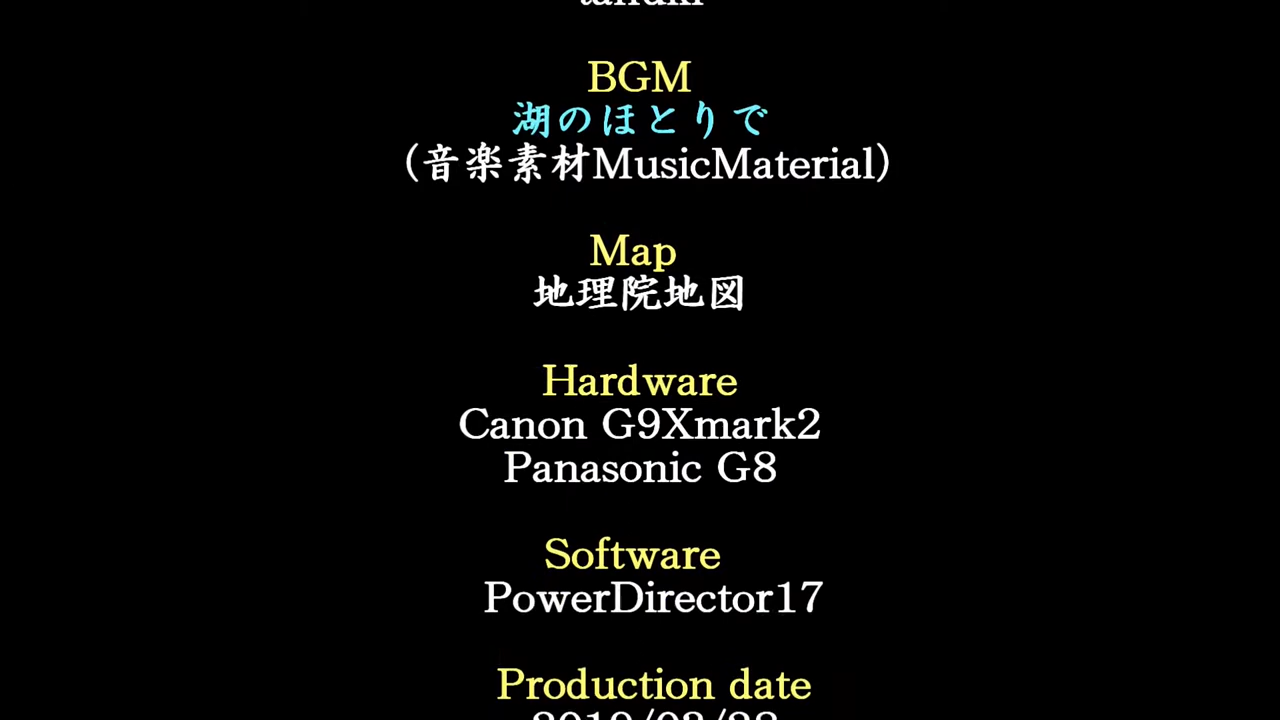 BGM
湖のほとりで
(音楽素材MusicMaterial)
Map
地理院地図
Hardware
Canon G9Xmark2
Panasonic G8
Software
PowerDirector17
Production date